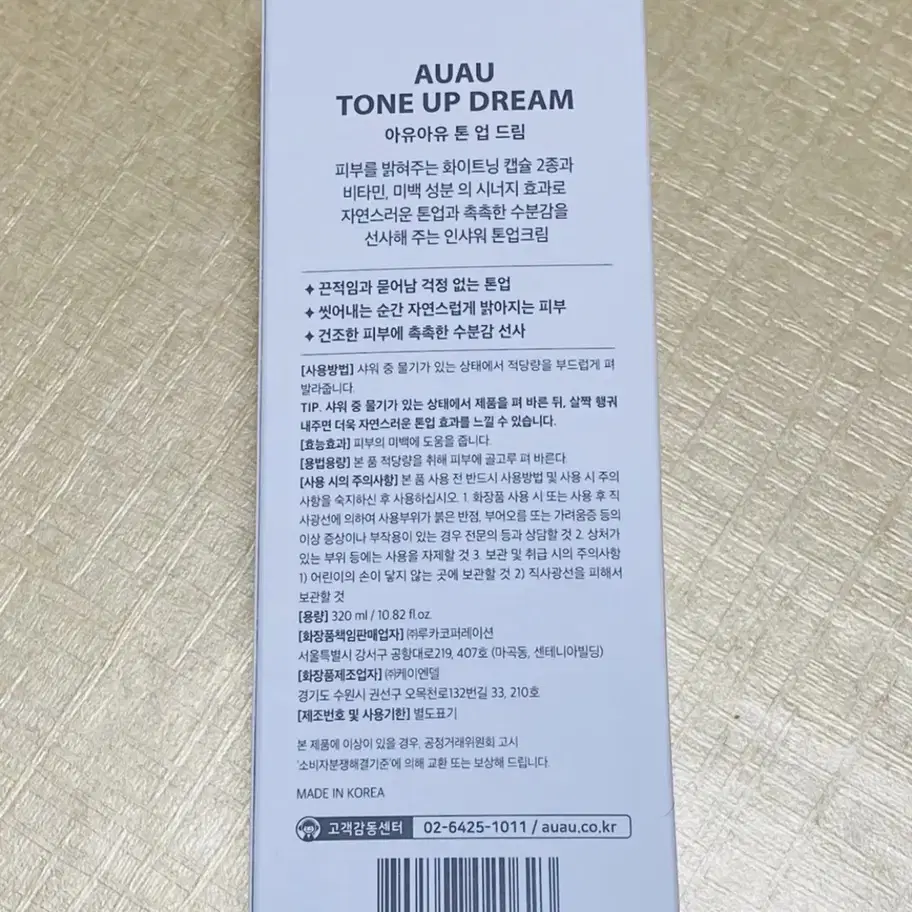 AUAU
TONE UP DREAM
아유아유 톤 업 드림
피부를 밝혀주는 화이트닝 캡슐 2종과
비타민, 미백 성분 의 시너지 효과로
자연스러운 톤업과 촉촉한 수분감을
선사해 주는 인샤워 톤업크림
✦ 끈적임과 묻어남 걱정 없는 톤업
✦ 씻어내는 순간 자연스럽게 밝아지는 피부
✦ 건조한 피부에 촉촉한 수분감 선사
[사용방법] 샤워 중 물기가 있는 상태에서 적당량을 부드럽게 펴
발라줍니다.
TIP. 샤워 중 물기가 있는 상태에서 제품을 펴 바른 뒤, 살짝 헹궈
내주면 더욱 자연스러운 톤업 효과를 느낄 수 있습니다.
[효능효과] 피부의 미백에 도움을 줍니다.
[용법용량] 본 품 적당량을 취해 피부에 골고루 펴 바른다.
[사용 시의 주의사항] 본 품 사용 전 반드시 사용방법 및 사용 시 주의
사항을 숙지하신 후 사용하십시오. 1. 화장품 사용 시 또는 사용 후 직
사광선에 의하여 사용부위가 붉은 반점, 부어오름 또는 가려움증 등의
이상 증상이나 부작용이 있는 경우 전문의 등과 상담할 것 2. 상처가
있는 부위 등에는 사용을 자제할 것 3. 보관 및 취급 시의 주의사항
1) 어린이의 손이 닿지 않는 곳에 보관할 것 2) 직사광선을 피해서
보관할 것
[용량] 320 ml / 10.82 fl.oz.
[화장품책임판매업자] ㈜루카코퍼레이션
서울특별시 강서구 공항대로219, 407호 (마곡동, 센테니아빌딩)
[화장품제조업자] ㈜케이엔델
경기도 수원시 권선구 오목천로132번길 33, 210호
[제조번호 및 사용기한] 별도표기
본 제품에 이상이 있을 경우, 공정거래위원회 고시
'소비자분쟁해결기준'에 의해 교환 또는 보상해 드립니다.
MADE IN KOREA
고객감동센터 02-6425-1011 / auau.co.kr